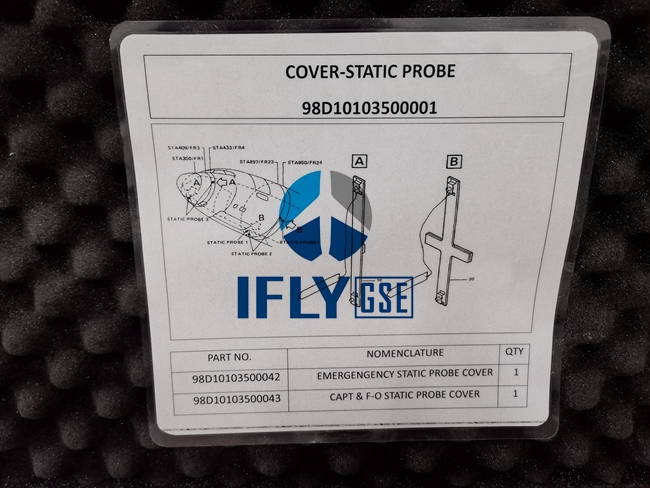 COVER-STATIC PROBE
98D10103500001
STA409/FR3
STA433/FR4
STA300/FR1
STA897/FR23
STA950/FR24
A
B
A
A
B
B
STATIC PROBE 3
STATIC PROBE 1
STATIC PROBE 2
IFLY GSE
PART NO. NOMENCLATURE QTY
98D10103500042 EMERGENGENCY STATIC PROBE COVER 1
98D10103500043 CAPT & F-O STATIC PROBE COVER 1